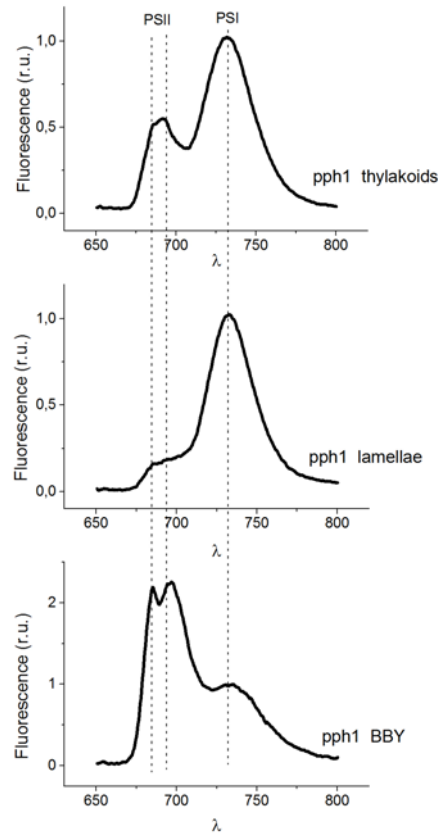 PSII PSI
Fluorescence (r.u.)
1,0
0,5
0,0
pph1 thylakoids
650 700 750 800
λ
Fluorescence (r.u.)
1,0
0,5
0,0
pph1 lamellae
650 700 750 800
λ
Fluorescence (r.u.)
2
1
0
pph1 BBY
650 700 750 800
λ